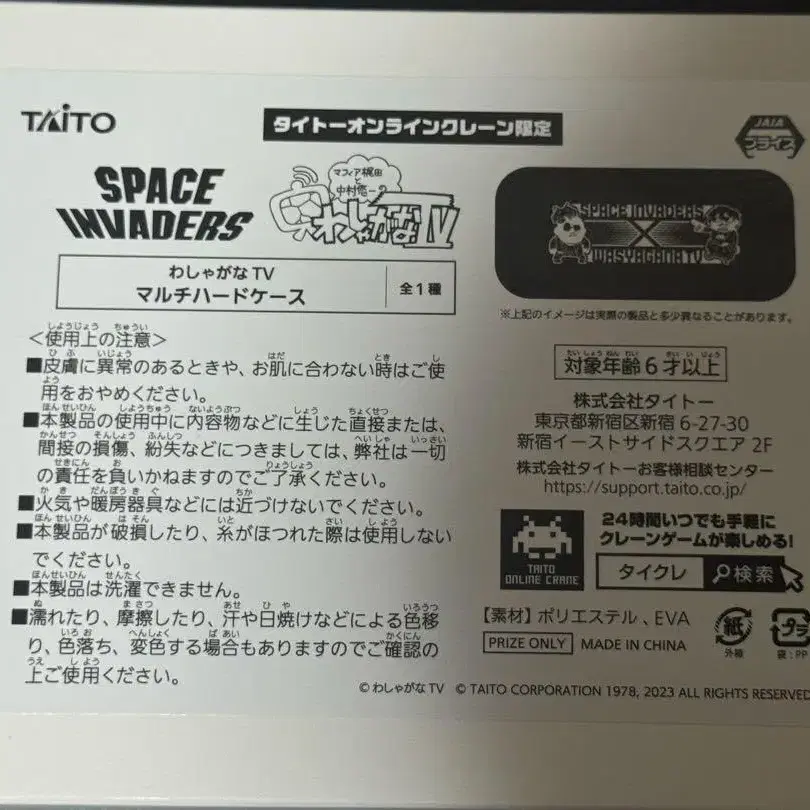 TAITO
タイトーオンラインクレーン限定
JAIA
プライズ
SPACE
INVADERS
マフィア梶田
と
中村悠一の
わしゃがなTV
SPACE INVADERS
X
WASYAGANA TV
わしゃがなTV
マルチハードケース
全1種
※上記のイメージは実際の製品と多少異なることがあります。
<使用上の注意>
■皮膚に異常のあるときや、お肌に合わない時はご使
用をおやめください。
■本製品の使用中に内容物などに生じた直接または、
間接の損傷、紛失などにつきましては、弊社は一切
の責任を負いかねますのでご了承ください。
■火気や暖房器具などには近づけないでください。
■本製品が破損したり、糸がほつれた際は使用しない
でください。
■本製品は洗濯できません。
■濡れたり、摩擦したり、汗や日焼けなどによる色移
り、色落ち、変色する場合もありますのでご確認の
上ご使用ください。
対象年齢6才以上
株式会社タイトー
東京都新宿区新宿 6-27-30
新宿イーストサイドスクエア 2F
株式会社タイトーお客様相談センター
https://support.taito.co.jp/
TAITO
ONLINE CRANE
24時間いつでも手軽に
クレーンゲームが楽しめる!
タイクレ
検索
【素材】ポリエステル、EVA
PRIZE ONLY
MADE IN CHINA
紙
外箱
プラ
袋:PP
©わしゃがなTV © TAITO CORPORATION 1978, 2023 ALL RIGHTS RESERVED